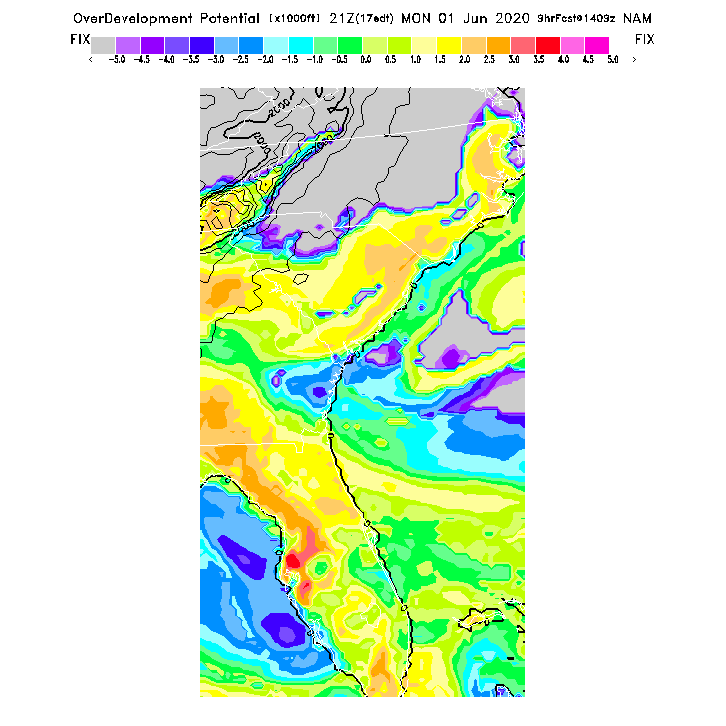 OverDevelopment Potential [x1000ft] 21Z(17edt) MON 01 Jun 2020 9hrFcst@1409z NAM
FIX FIX
< -5.0 -4.5 -4.0 -3.5 -3.0 -2.5 -2.0 -1.5 -1.0 -0.5 0.0 0.5 1.0 1.5 2.0 2.5 3.0 3.5 4.0 4.5 5.0 >
2000
2000